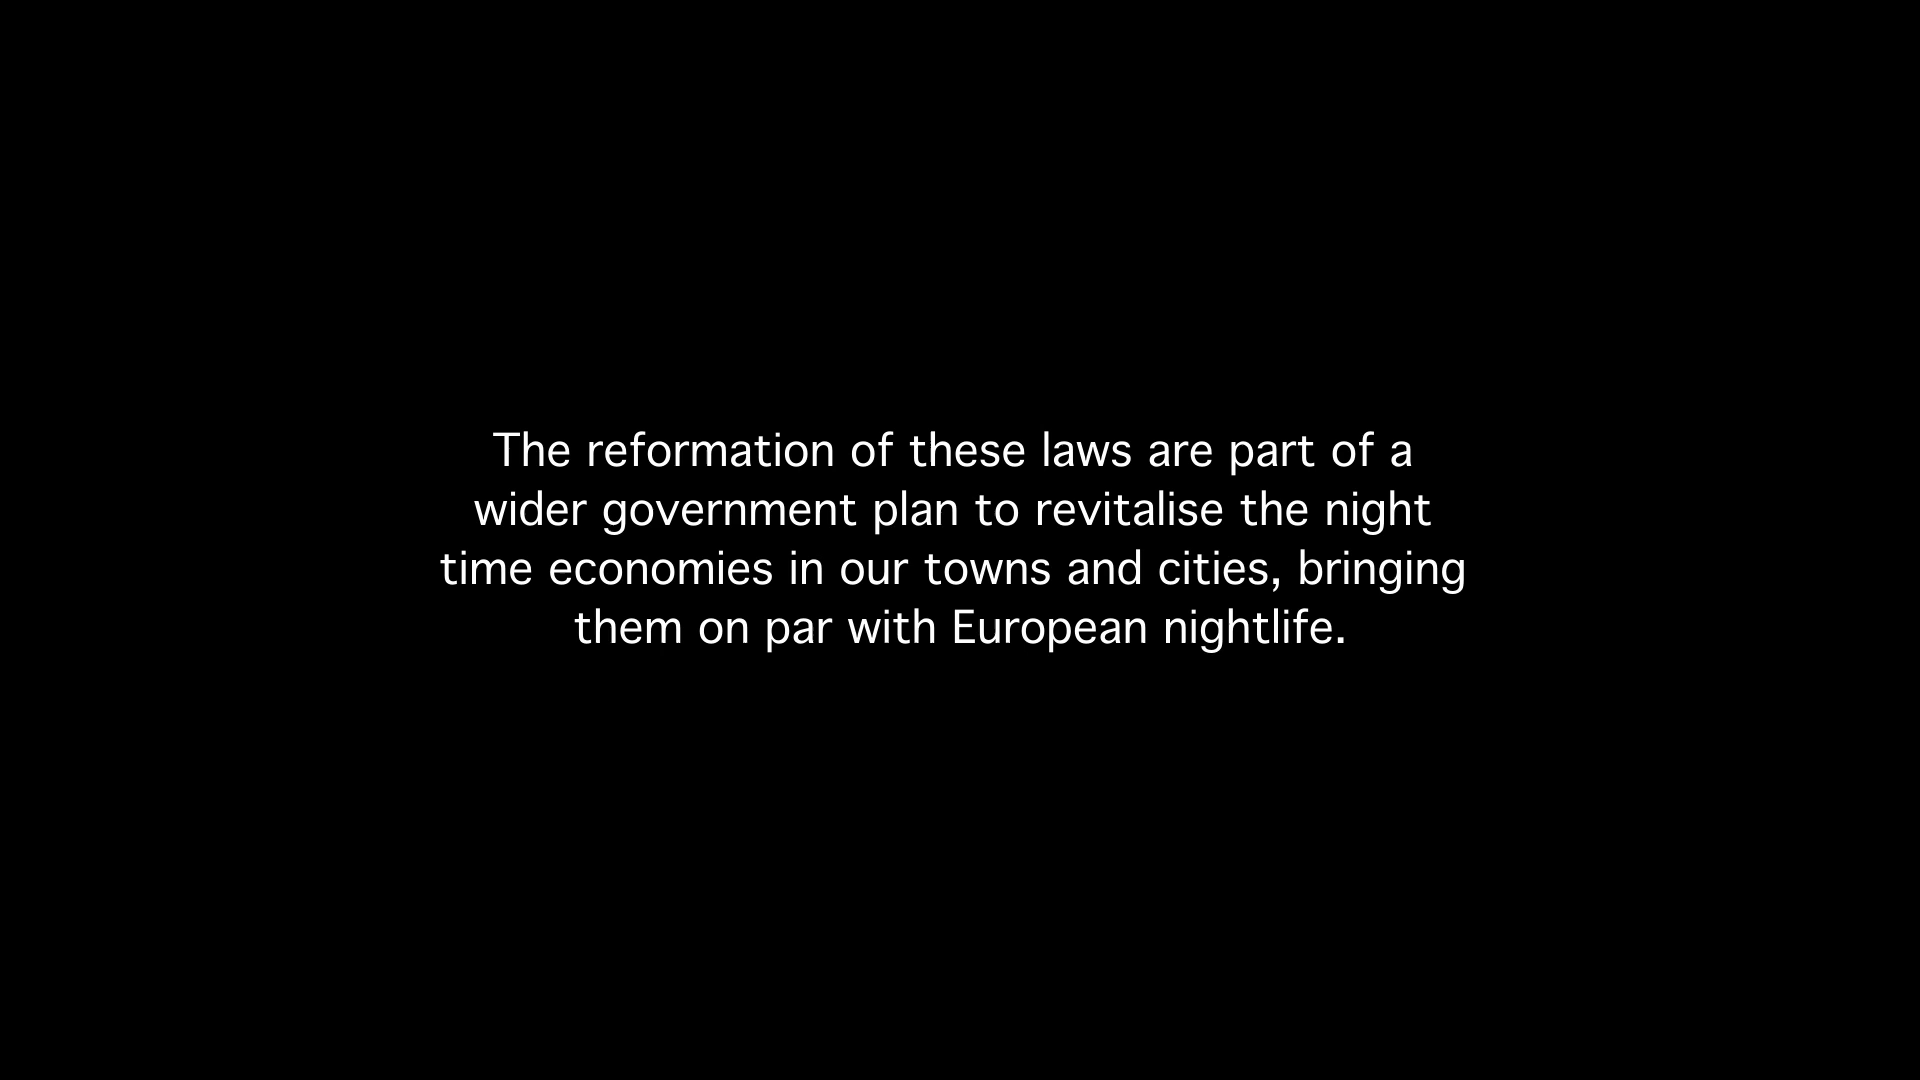 The reformation of these laws are part of a
wider government plan to revitalise the night
time economies in our towns and cities, bringing
them on par with European nightlife.